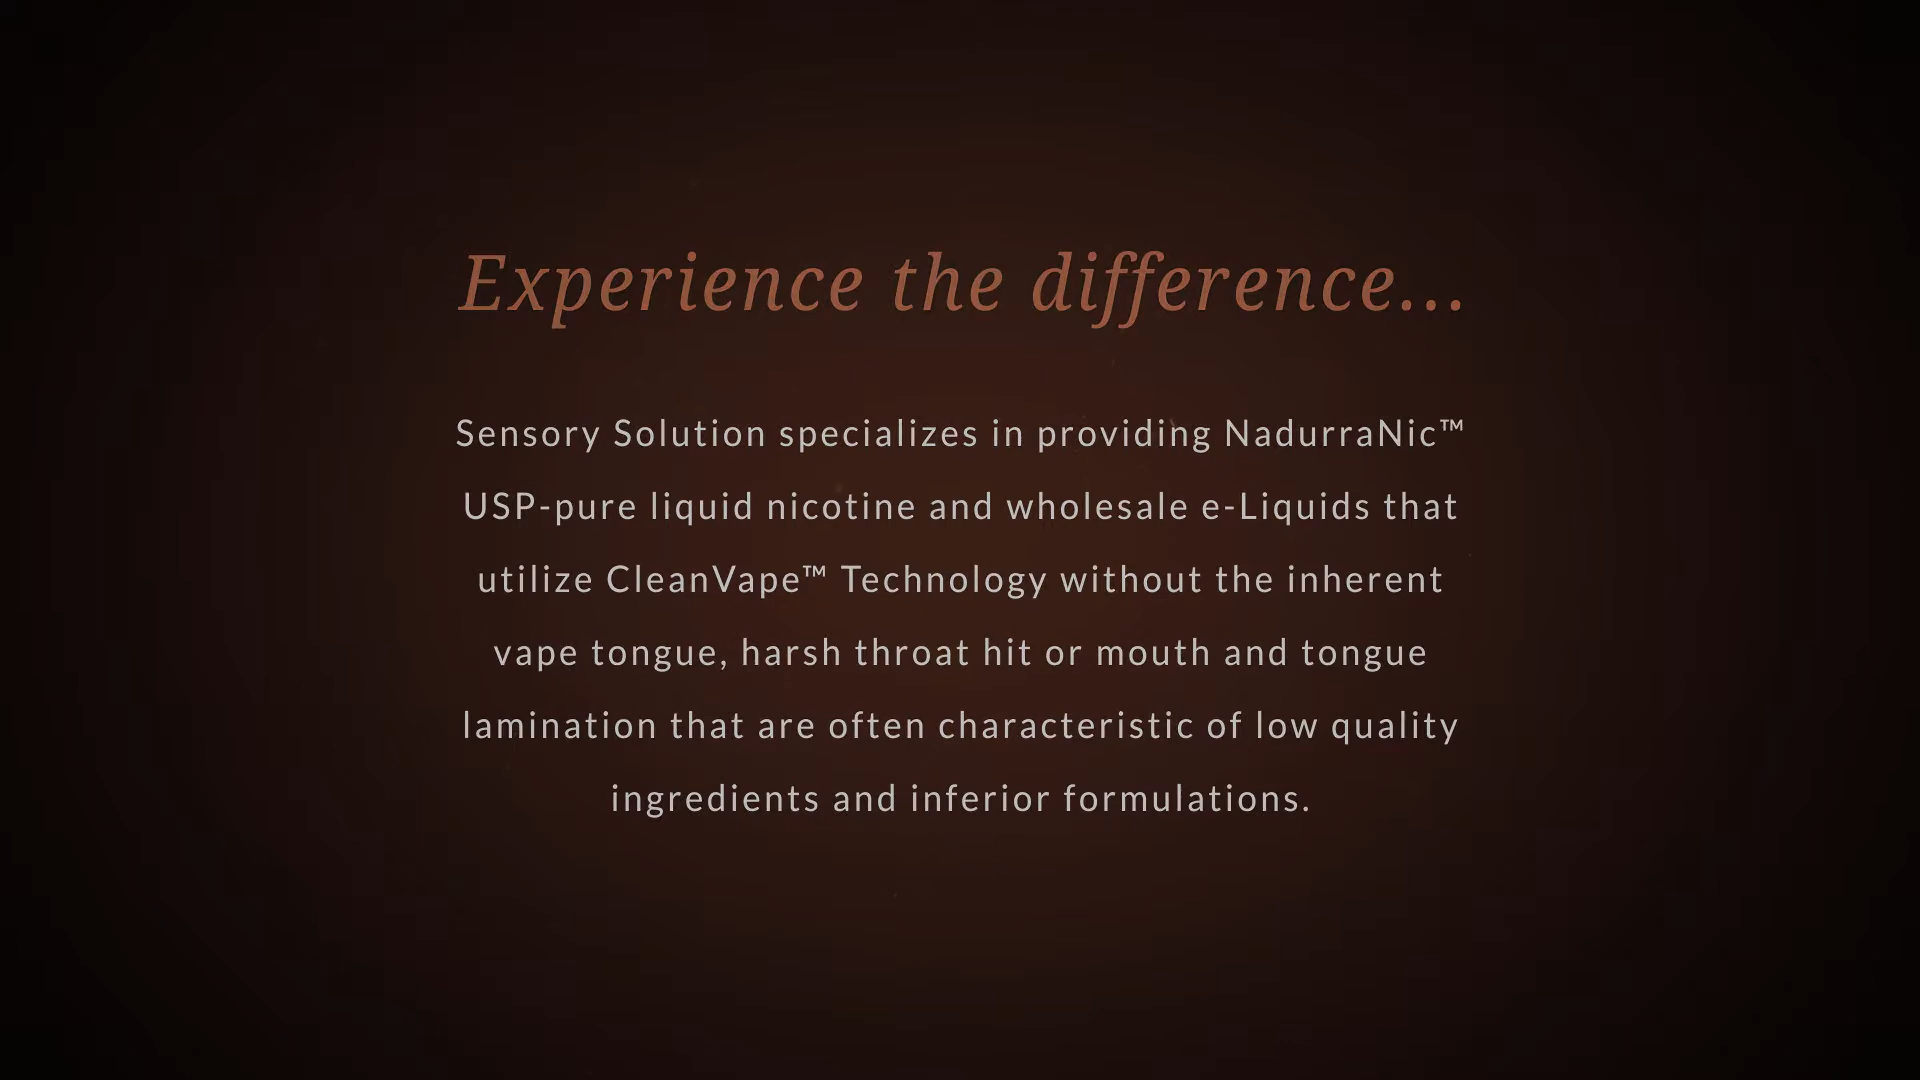 Experience the difference...
Sensory Solution specializes in providing NadurraNic™
USP-pure liquid nicotine and wholesale e-Liquids that
utilize CleanVape™ Technology without the inherent
vape tongue, harsh throat hit or mouth and tongue
lamination that are often characteristic of low quality
ingredients and inferior formulations.